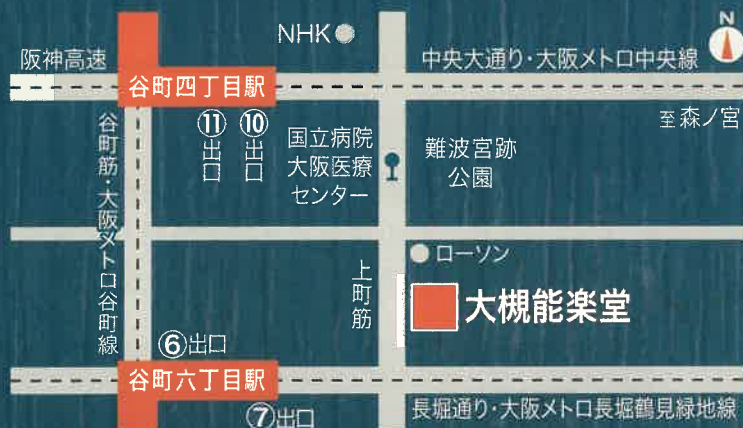 NHK
N
阪神高速
中央大通り・大阪メトロ中央線
谷町四丁目駅
至森ノ宮
⑪出口
⑩出口
国立病院
大阪医療
センター
難波宮跡
公園
谷町筋・大阪メトロ谷町線
ローソン
上町筋
大槻能楽堂
⑥出口
谷町六丁目駅
⑦出口
長堀通り・大阪メトロ長堀鶴見緑地線